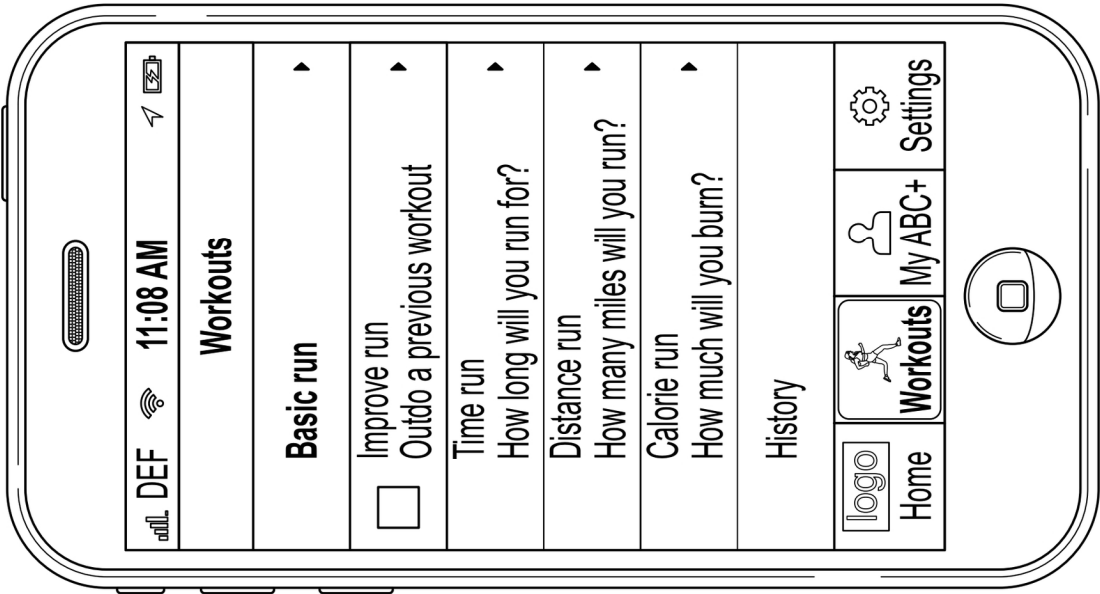 DEF 11:08 AM
Workouts
Basic run
Improve run
Outdo a previous workout
Time run
How long will you run for?
Distance run
How many miles will you run?
Calorie run
How much will you burn?
History
logo
Home Workouts My ABC+ Settings